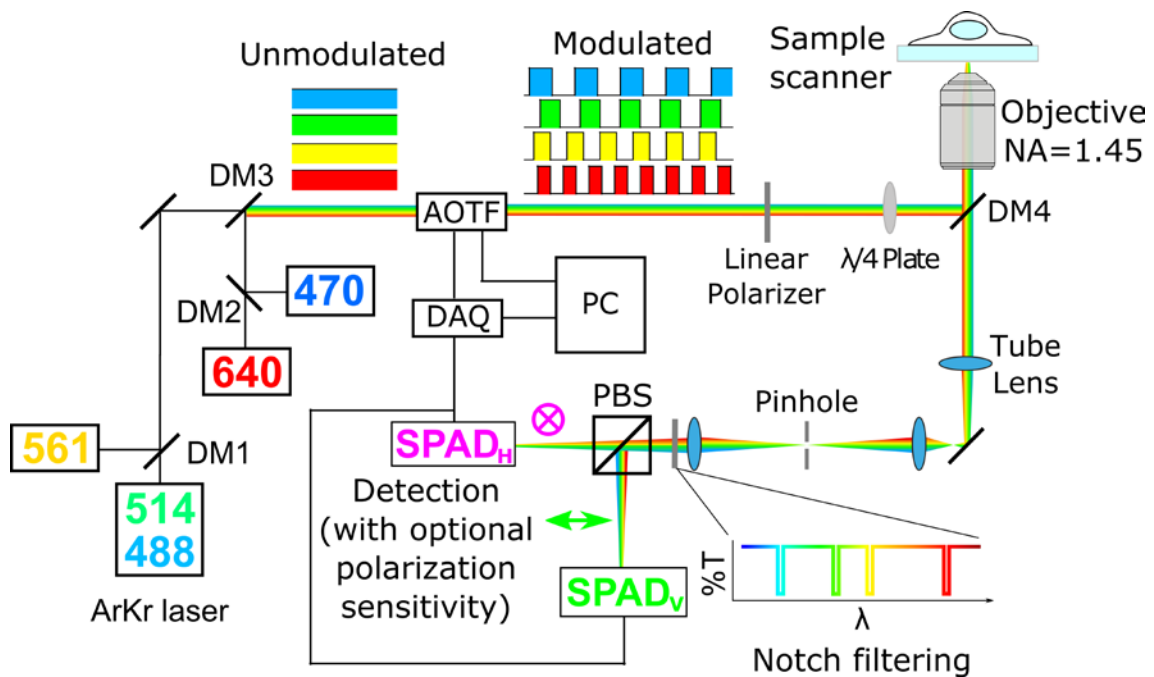 Unmodulated
Modulated
Sample
scanner
Objective
NA=1.45
DM3
AOTF
DM4
Linear
Polarizer
λ/4 Plate
470
DM2
DAQ
PC
640
Tube
Lens
PBS
Pinhole
561
DM1
SPADH
514
488
Detection
(with optional
polarization
sensitivity)
SPADV
%T
λ
ArKr laser
Notch filtering